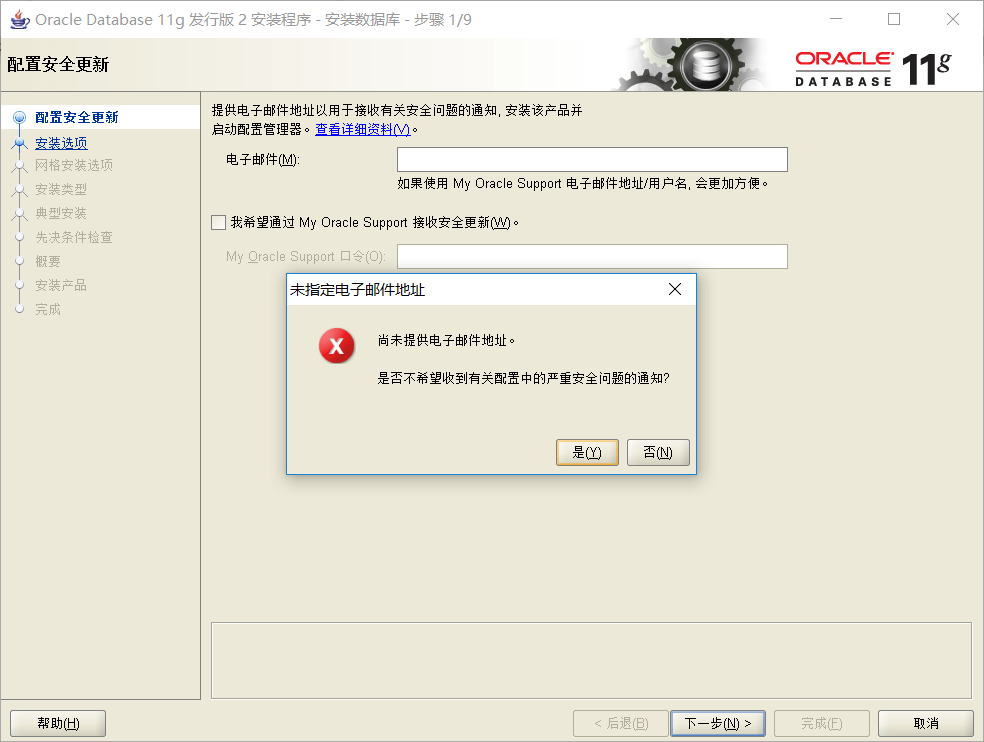 Oracle Database 11g 发行版 2 安装程序 - 安装数据库 - 步骤 1/9
配置安全更新
ORACLE
DATABASE 11g
配置安全更新
安装选项
网格安装选项
安装类型
典型安装
先决条件检查
概要
安装产品
完成
提供电子邮件地址以用于接收有关安全问题的通知, 安装该产品并
启动配置管理器。查看详细资料(V)。
电子邮件(M):
如果使用 My Oracle Support 电子邮件地址/用户名, 会更加方便。
我希望通过 My Oracle Support 接收安全更新(W)。
My Oracle Support 口令(O):
未指定电子邮件地址
尚未提供电子邮件地址。
是否不希望收到有关配置中的严重安全问题的通知?
是(Y) 否(N)
帮助(H) < 后退(B) 下一步(N) > 完成(F) 取消